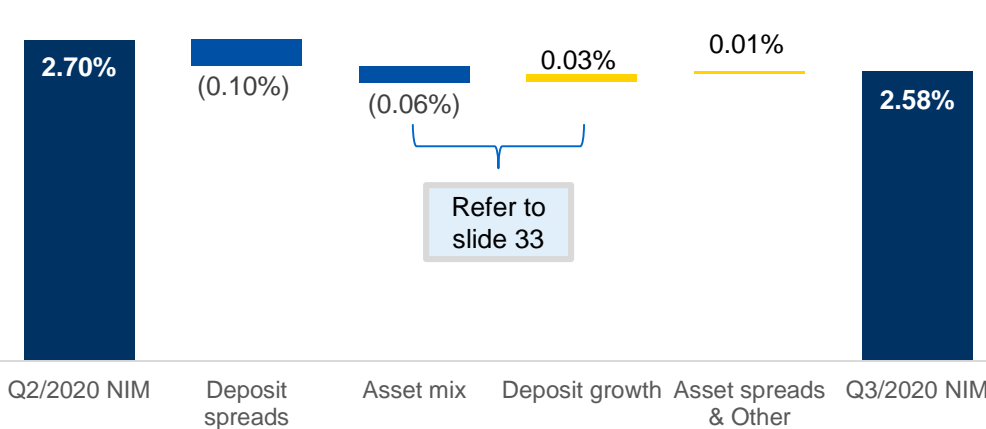 2.70%
(0.10%)
(0.06%)
0.03%
0.01%
2.58%
Refer to
slide 33
Q2/2020 NIM
Deposit
spreads
Asset mix
Deposit growth
Asset spreads
& Other
Q3/2020 NIM